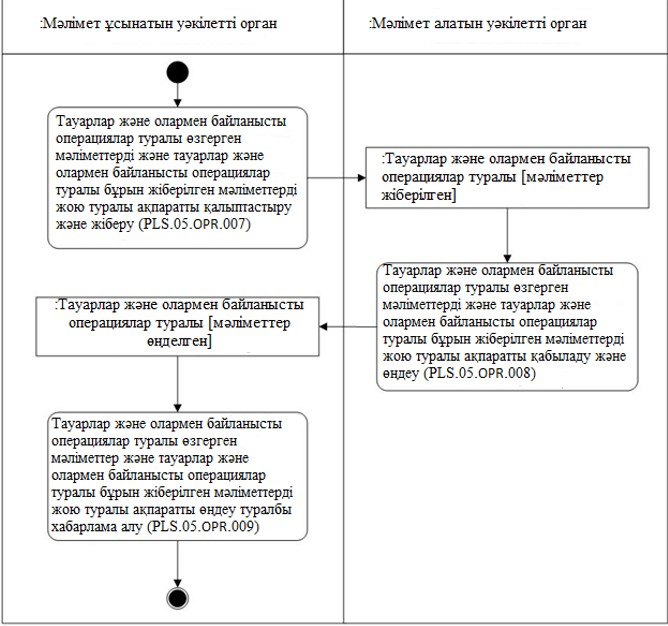 :Мәлімет ұсынатын уәкілетті орган
:Мәлімет алатын уәкілетті орган
Тауарлар және олармен байланысты
операциялар туралы өзгерген
мәліметтерді және тауарлар және
олармен байланысты операциялар
туралы бұрын жіберілген мәліметтерді
жою туралы ақпаратты қалыптастыру
және жіберу (PLS.05.OPR.007)
:Тауарлар және олармен байланысты
операциялар туралы [мәліметтер
жіберілген]
Тауарлар және олармен байланысты
операциялар туралы өзгерген
мәліметтерді және тауарлар және
олармен байланысты операциялар
туралы бұрын жіберілген мәліметтерді
жою туралы ақпаратты қабыладу және
өңдеу (PLS.05.OPR.008)
:Тауарлар және олармен байланысты
операциялар туралы [мәліметтер
өңделген]
Тауарлар және олармен байланысты
операциялар туралы өзгерген
мәліметтер және тауарлар және
олармен байланысты операциялар
туралы бұрын жіберілген мәліметтерді
жою туралы ақпаратты өңдеу туралбы
хабарлама алу (PLS.05.OPR.009)